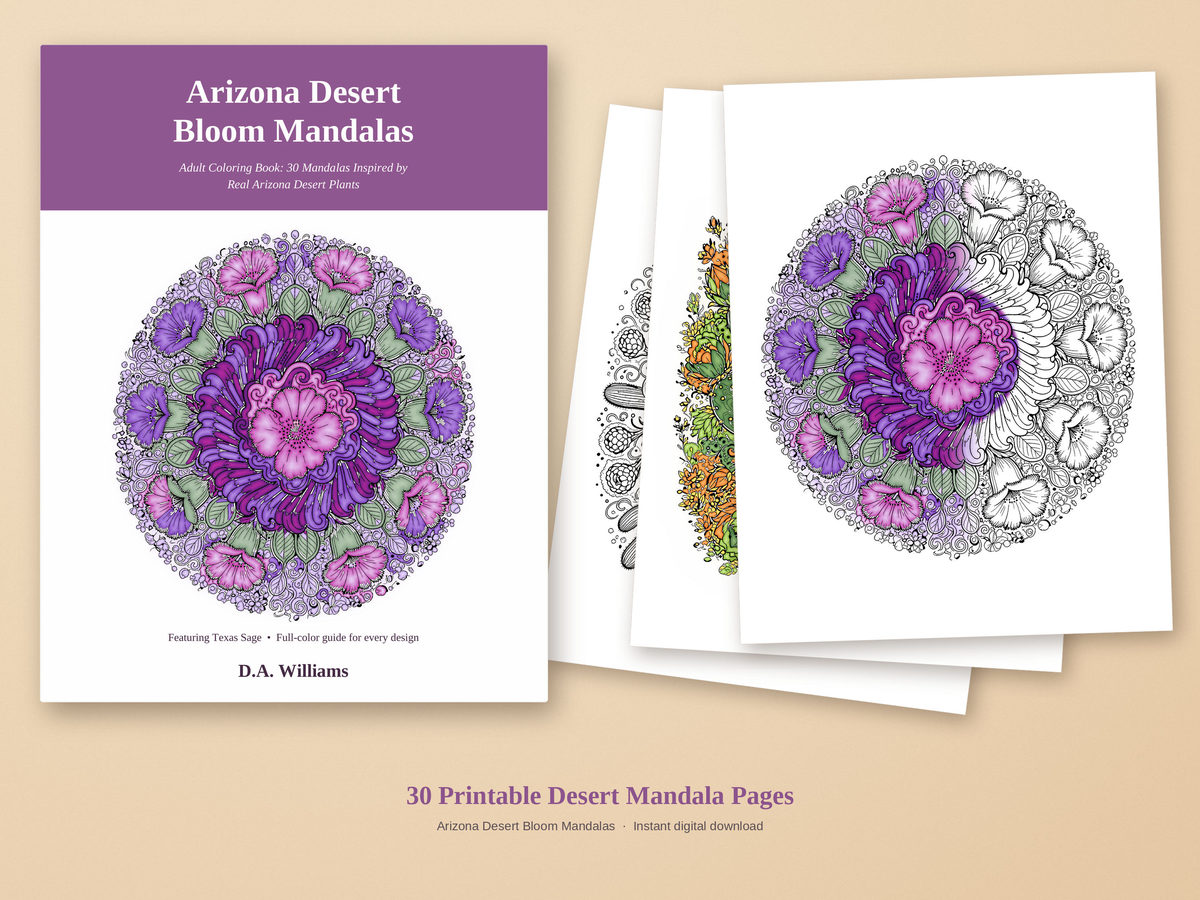 Arizona Desert
Bloom Mandalas
Adult Coloring Book: 30 Mandalas Inspired by
Real Arizona Desert Plants
Featuring Texas Sage • Full-color guide for every design
D.A. Williams
30 Printable Desert Mandala Pages
Arizona Desert Bloom Mandalas · Instant digital download